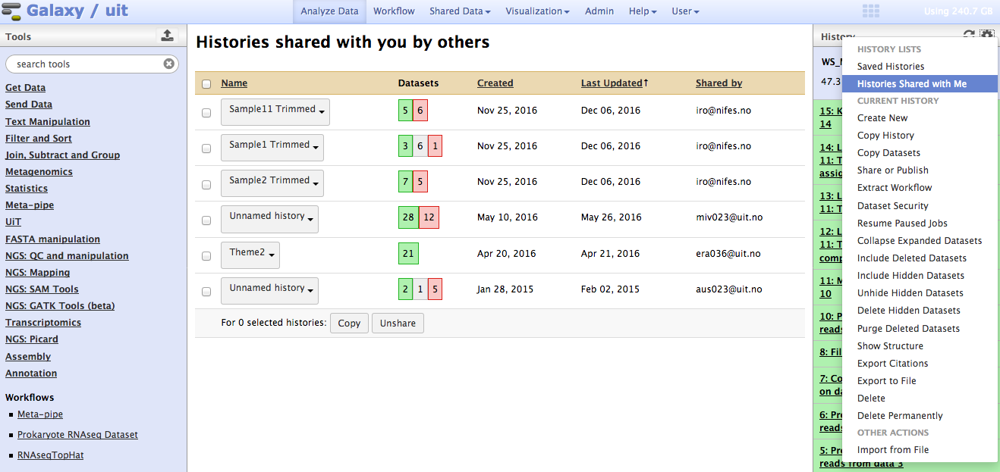 Galaxy / uit
Analyze Data Workflow Shared Data Visualization Admin Help User Using 240.7 GB
Tools
search tools
Get Data
Send Data
Text Manipulation
Filter and Sort
Join, Subtract and Group
Metagenomics
Statistics
Meta-pipe
UiT
FASTA manipulation
NGS: QC and manipulation
NGS: Mapping
NGS: SAM Tools
NGS: GATK Tools (beta)
Transcriptomics
NGS: Picard
Assembly
Annotation
Workflows
Meta-pipe
Prokaryote RNAseq Dataset
RNAseqTopHat
Histories shared with you by others
Name Datasets Created Last Updated↑ Shared by
Sample11 Trimmed 5 6 Nov 25, 2016 Dec 06, 2016 iro@nifes.no
Sample1 Trimmed 3 6 1 Nov 25, 2016 Dec 06, 2016 iro@nifes.no
Sample2 Trimmed 7 5 Nov 25, 2016 Dec 06, 2016 iro@nifes.no
Unnamed history 28 12 May 10, 2016 May 26, 2016 miv023@uit.no
Theme2 21 Apr 20, 2016 Apr 21, 2016 era036@uit.no
Unnamed history 2 1 5 Jan 28, 2015 Feb 02, 2015 aus023@uit.no
For 0 selected histories: Copy Unshare
History
47.3
15: K
14
14: L
11: T
assig
13: L
11: T
12: L
11: T
comp
11: M
10
10: P
reads
8: Fil
7: Co
on da
6: Pre
reads
5: Pre
reads from data 3
HISTORY LISTS
Saved Histories
Histories Shared with Me
CURRENT HISTORY
Create New
Copy History
Copy Datasets
Share or Publish
Extract Workflow
Dataset Security
Resume Paused Jobs
Collapse Expanded Datasets
Include Deleted Datasets
Include Hidden Datasets
Unhide Hidden Datasets
Delete Hidden Datasets
Purge Deleted Datasets
Show Structure
Export Citations
Export to File
Delete
Delete Permanently
OTHER ACTIONS
Import from File